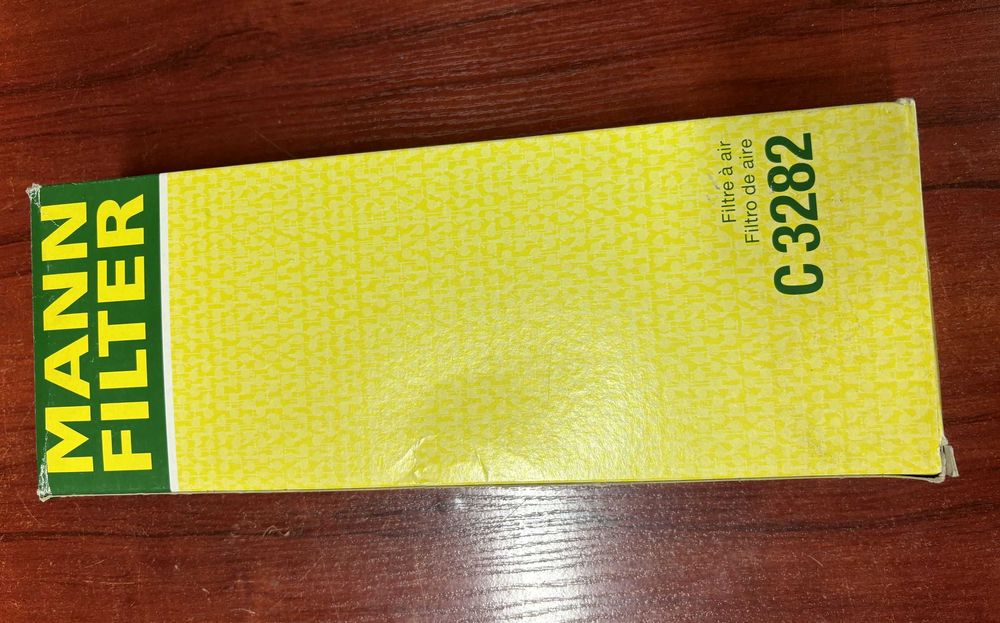 MANN
FILTER
Filtre à air
Filtro de aire
C 3282